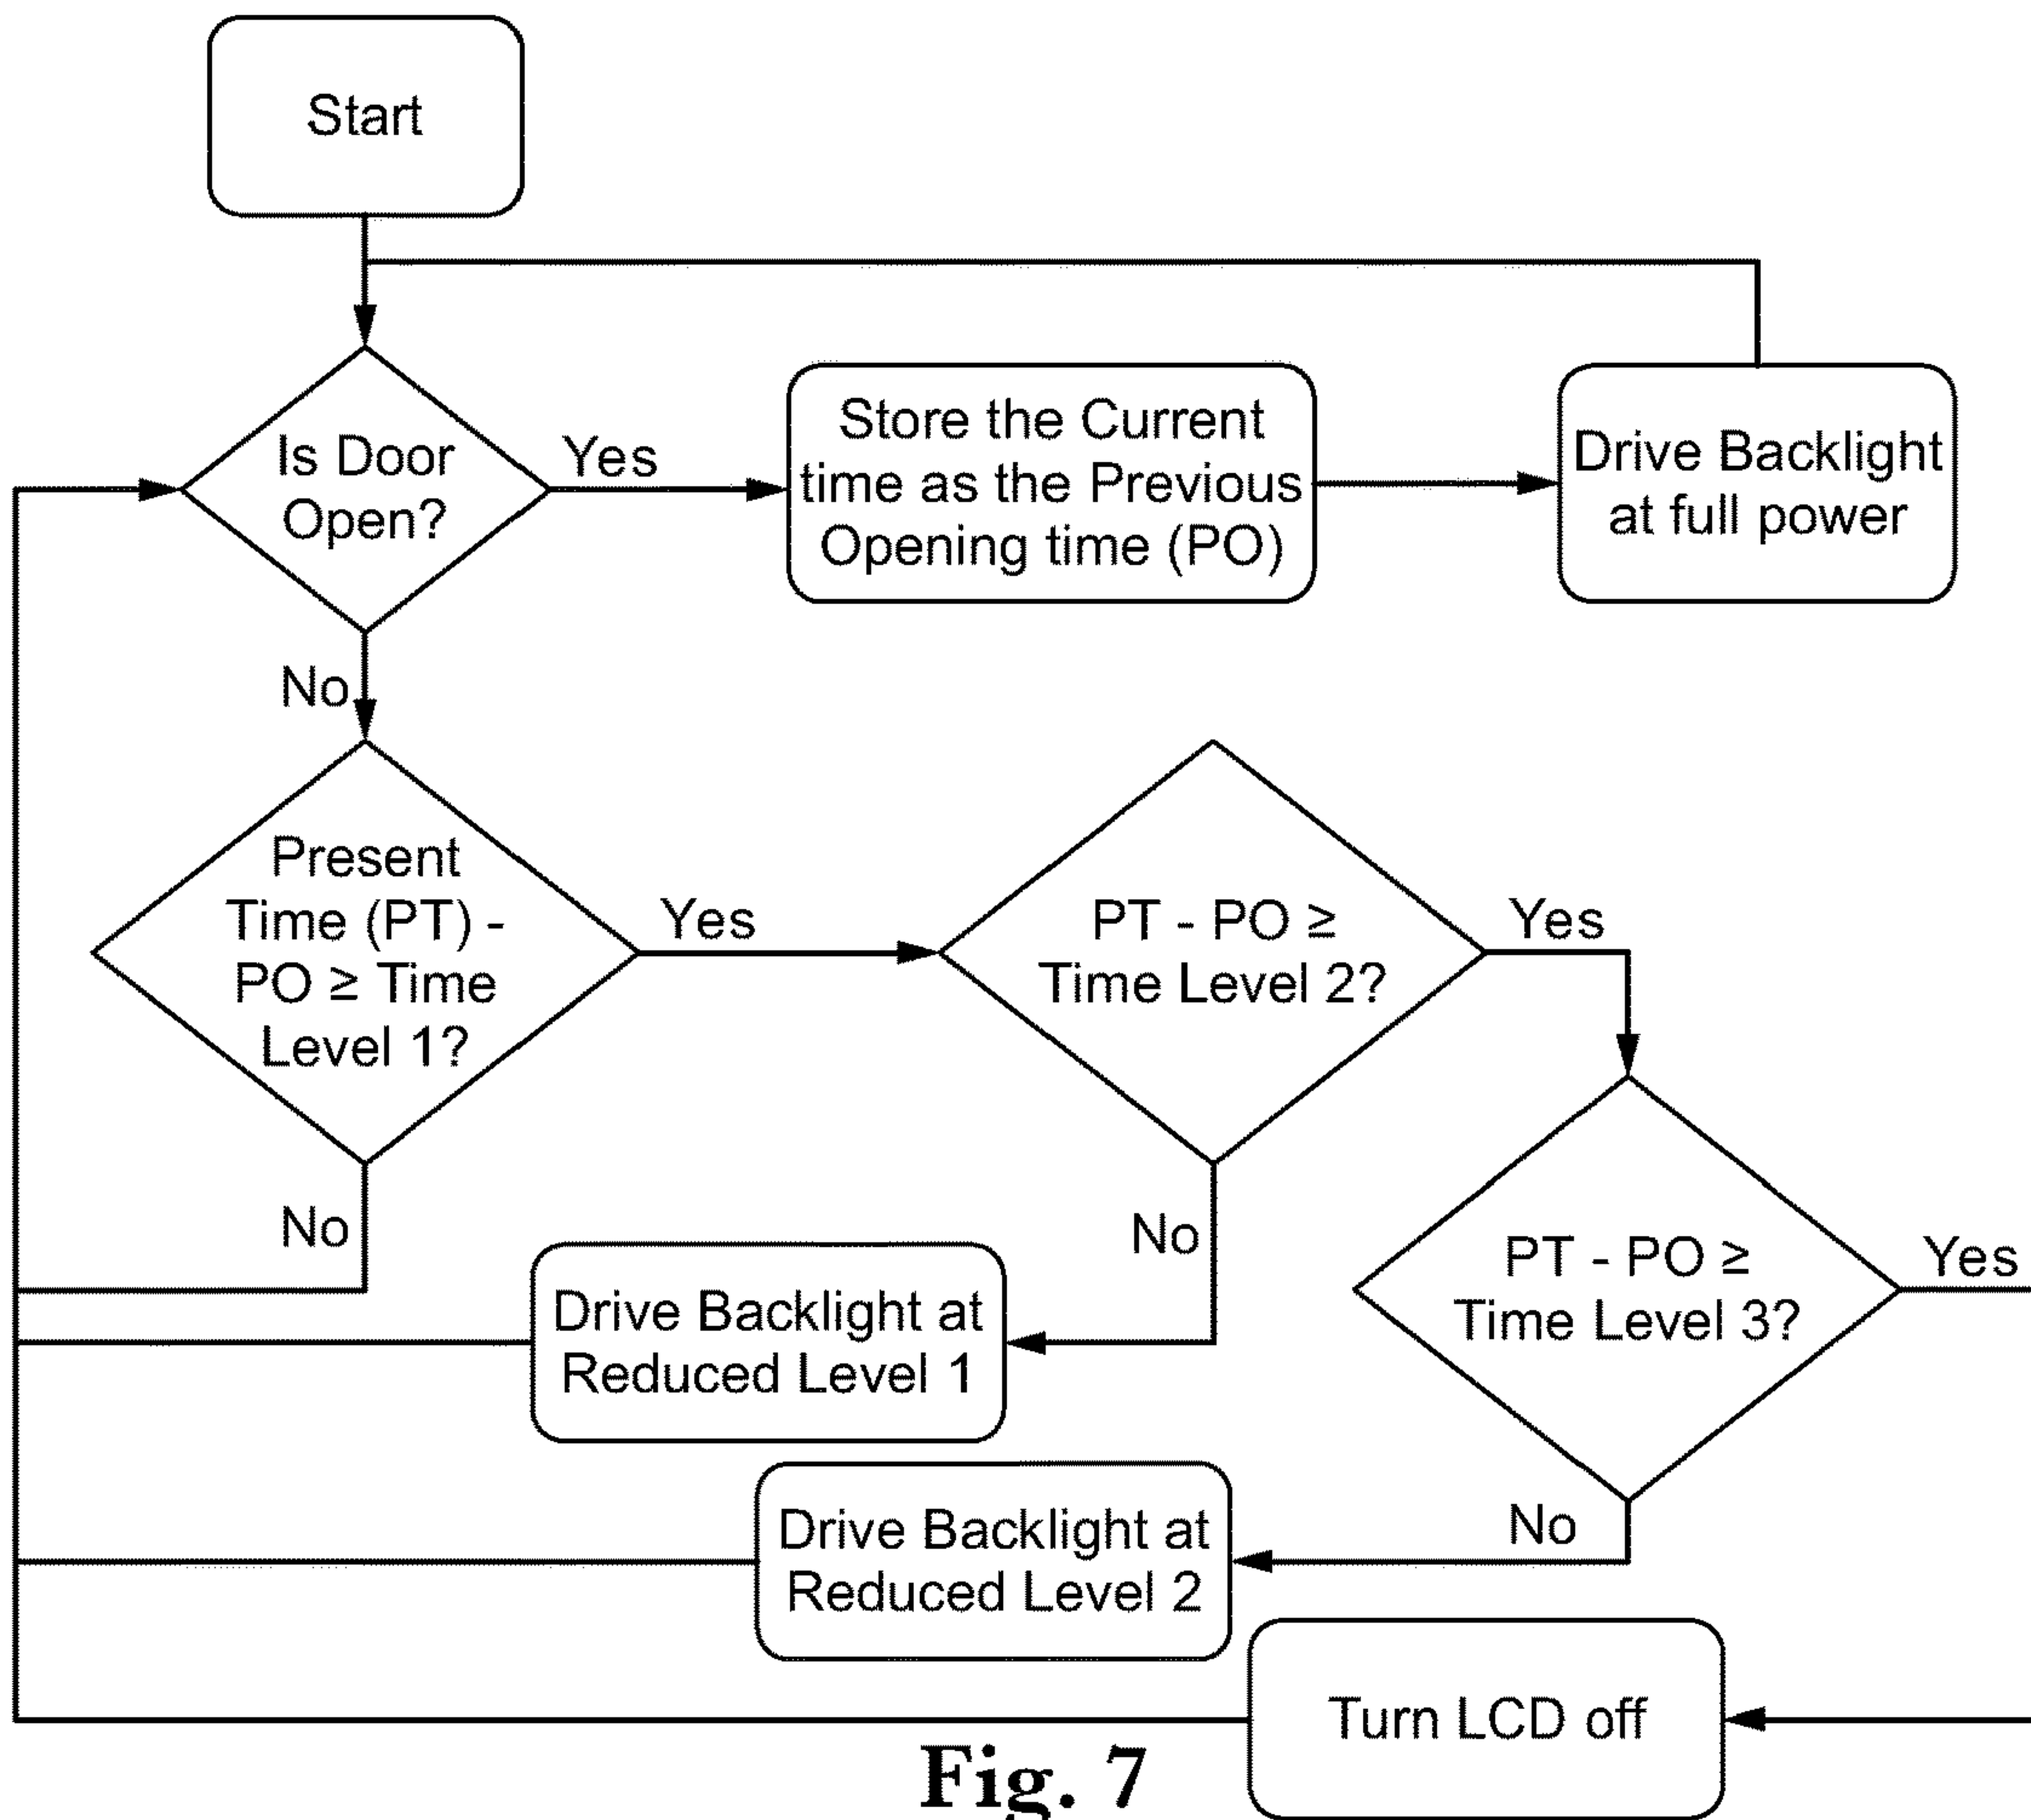 Start
Is Door
Open?
Yes
Store the Current
time as the Previous
Opening time (PO)
Drive Backlight
at full power
No
Present
Time (PT) -
PO ≥ Time
Level 1?
Yes
PT - PO ≥
Time Level 2?
Yes
No
No
PT - PO ≥
Time Level 3?
Yes
Drive Backlight at
Reduced Level 1
No
Drive Backlight at
Reduced Level 2
Turn LCD off
Fig. 7